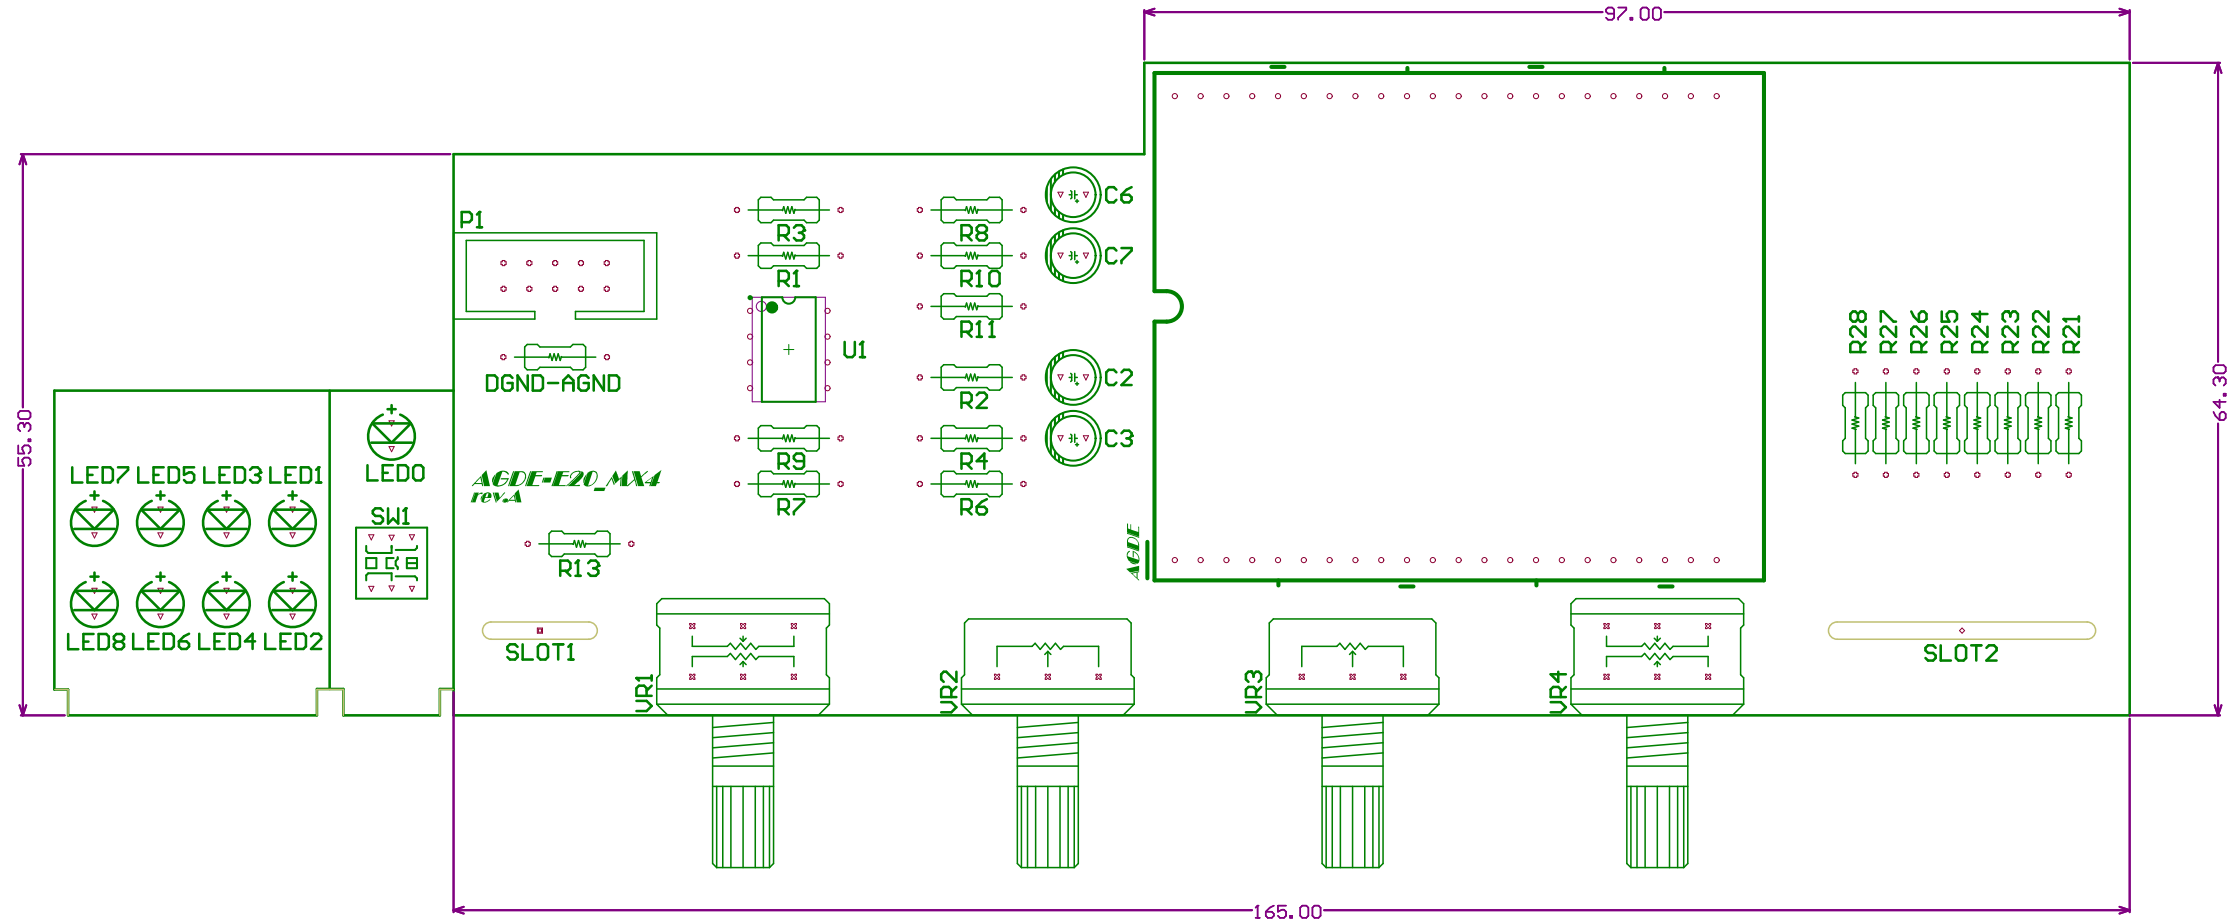 97.00
C6
P1
R3
R8
R1
R10
C7
R11
U1
R28
R27
R26
R25
R24
R23
R22
R21
DGND-AGND
R2
C2
55.30
64.30
R9
R4
C3
LED7 LED5 LED3 LED1
LED0
AGDE-E20_MX4
rev.A
R7
R6
SW1
AGDE
R13
LED8 LED6 LED4 LED2
SLOT1
SLOT2
VR1
VR2
VR3
VR4
165.00